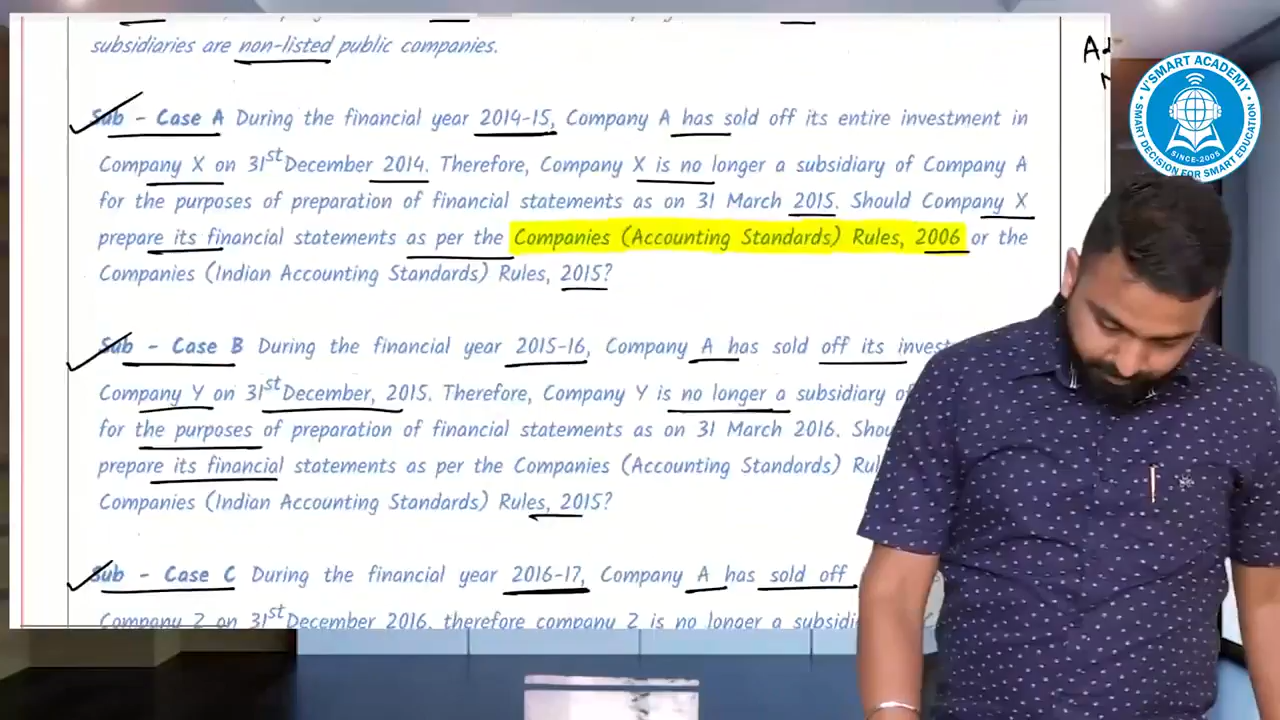 subsidiaries are non-listed public companies.
Sub - Case A During the financial year 2014-15, Company A has sold off its entire investment in
Company X on 31st December 2014. Therefore, Company X is no longer a subsidiary of Company A
for the purposes of preparation of financial statements as on 31 March 2015. Should Company X
prepare its financial statements as per the Companies (Accounting Standards) Rules, 2006 or the
Companies (Indian Accounting Standards) Rules, 2015?
Sub - Case B During the financial year 2015-16, Company A has sold off its
Company Y on 31st December, 2015. Therefore, Company Y is no longer a subsidiary
for the purposes of preparation of financial statements as on 31 March 2016.
prepare its financial statements as per the Companies (Accounting Standards)
Companies (Indian Accounting Standards) Rules, 2015?
Sub - Case C During the financial year 2016-17, Company A has sold off
Company Z on 31st December 2016, therefore company Z is no longer a
V'SMART ACADEMY
SMART DECISION FOR SMART EDUCATION
SINCE-2005